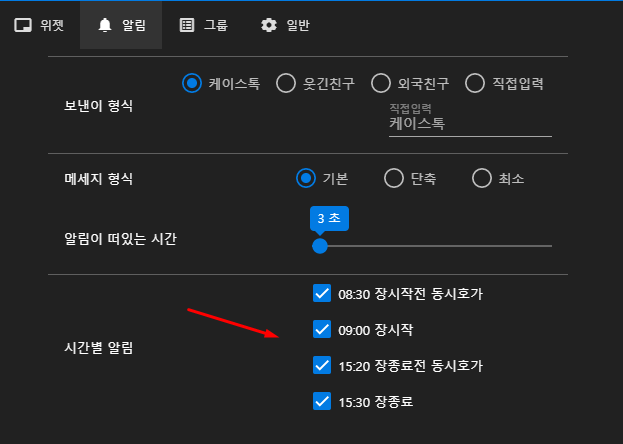 위젯 알림 그룹 일반
보낸이 형식
케이스톡 웃긴친구 외국친구 직접입력
직접입력
케이스톡
메세지 형식
기본 단축 최소
알림이 떠있는 시간
3 초
시간별 알림
08:30 장시작전 동시호가
09:00 장시작
15:20 장종료전 동시호가
15:30 장종료